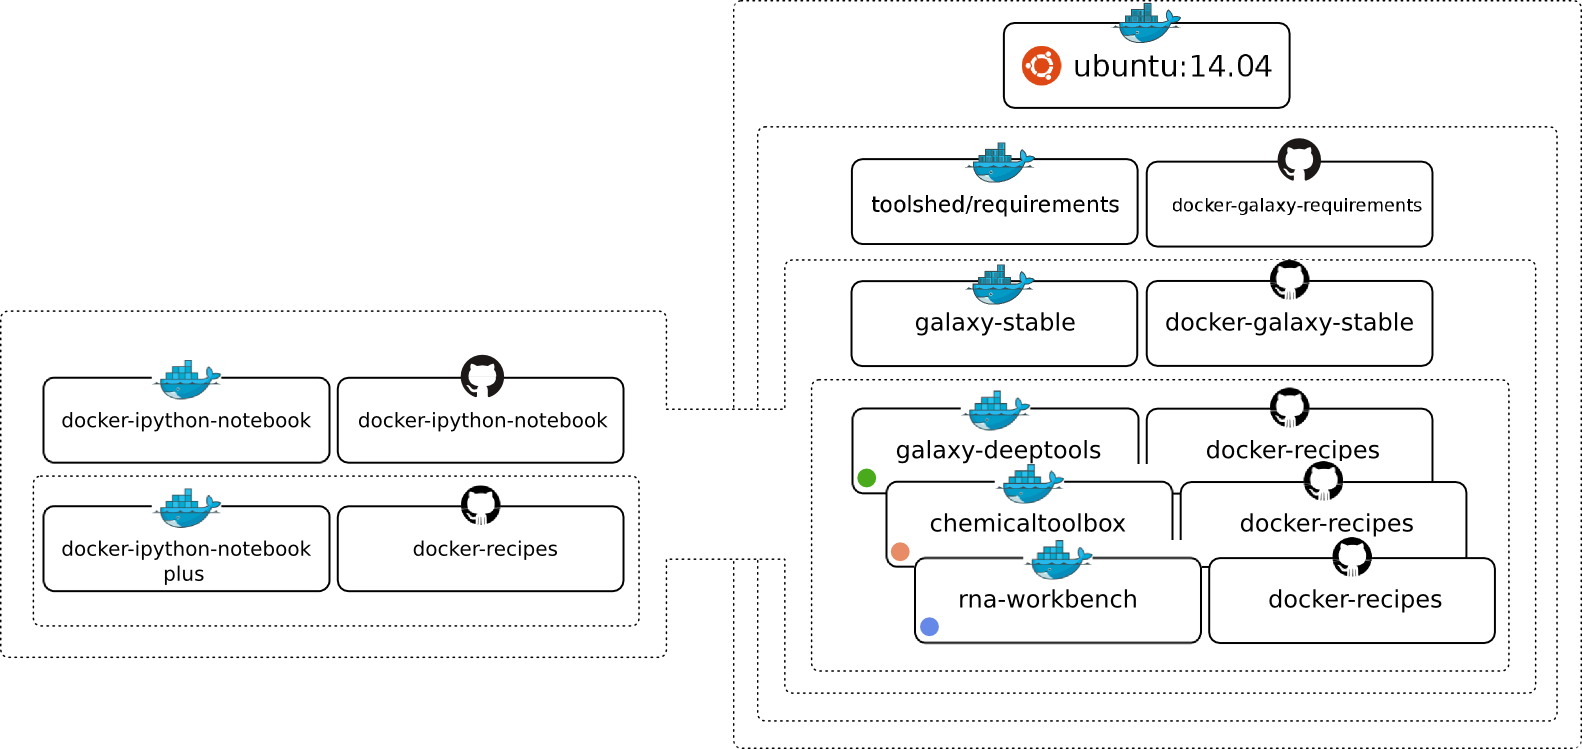 ubuntu:14.04
toolshed/requirements
docker-galaxy-requirements
galaxy-stable
docker-galaxy-stable
docker-ipython-notebook
docker-ipython-notebook
docker-ipython-notebook
plus
docker-recipes
galaxy-deeptools
docker-recipes
chemicaltoolbox
docker-recipes
rna-workbench
docker-recipes